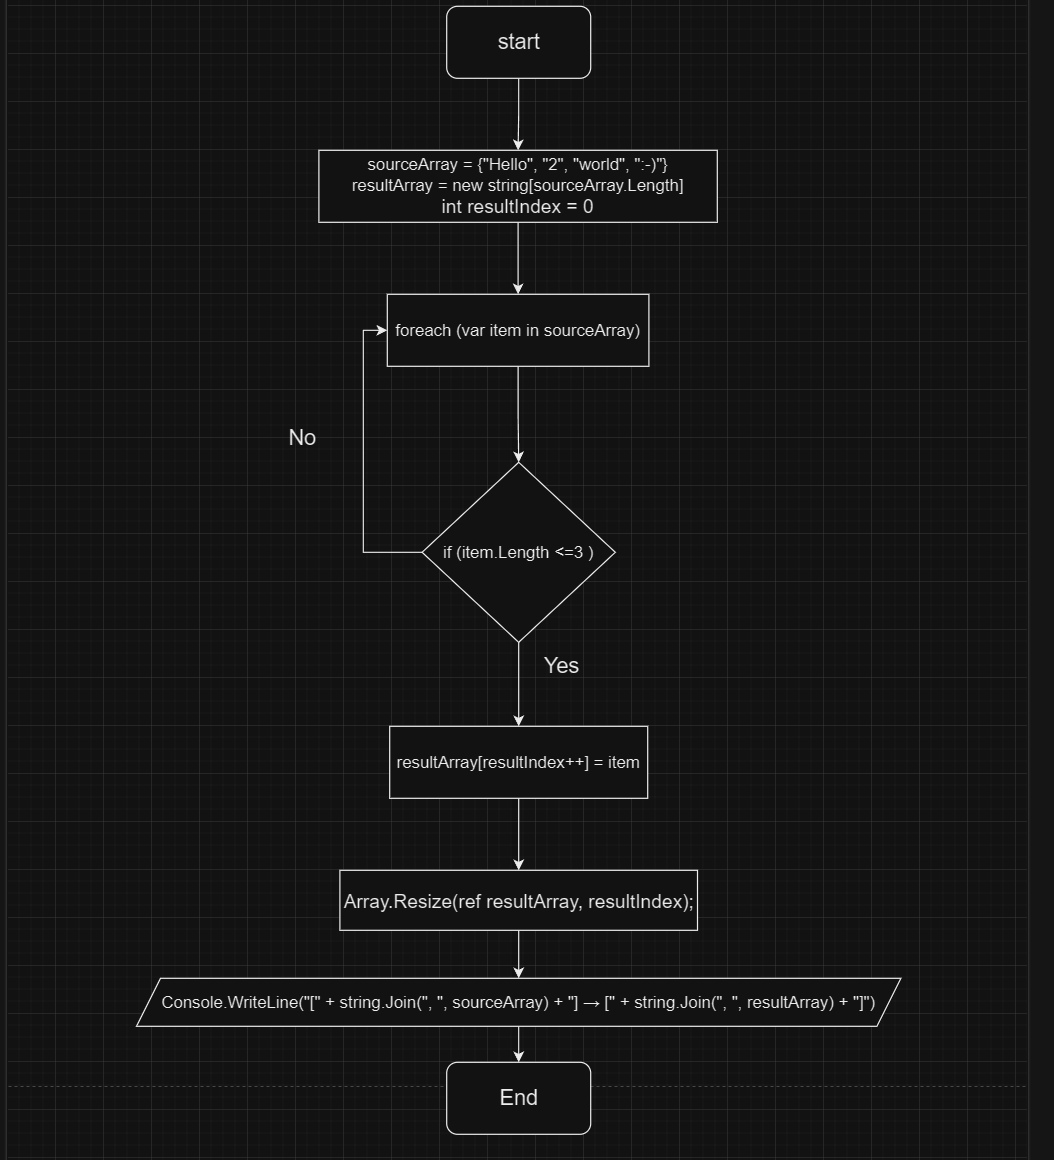 start
sourceArray = {"Hello", "2", "world", ":-)"}
resultArray = new string[sourceArray.Length]
int resultIndex = 0
foreach (var item in sourceArray)
No
if (item.Length <=3 )
Yes
resultArray[resultIndex++] = item
Array.Resize(ref resultArray, resultIndex);
Console.WriteLine("[" + string.Join(", ", sourceArray) + "] → [" + string.Join(", ", resultArray) + "]")
End